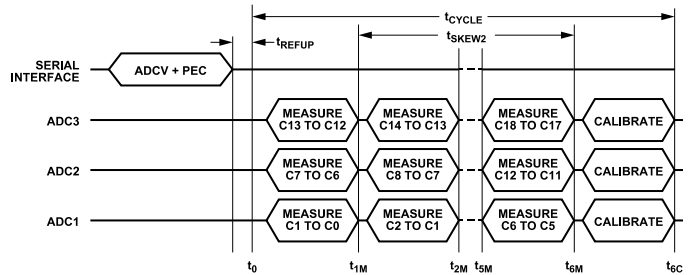 tCYCLE
tREFUP
tSKEW2
SERIAL
INTERFACE
ADCV + PEC
ADC3
MEASURE
C13 TO C12
MEASURE
C14 TO C13
MEASURE
C18 TO C17
CALIBRATE
ADC2
MEASURE
C7 TO C6
MEASURE
C8 TO C7
MEASURE
C12 TO C11
CALIBRATE
ADC1
MEASURE
C1 TO C0
MEASURE
C2 TO C1
MEASURE
C6 TO C5
CALIBRATE
t0
t1M
t2M
t5M
t6M
t6C